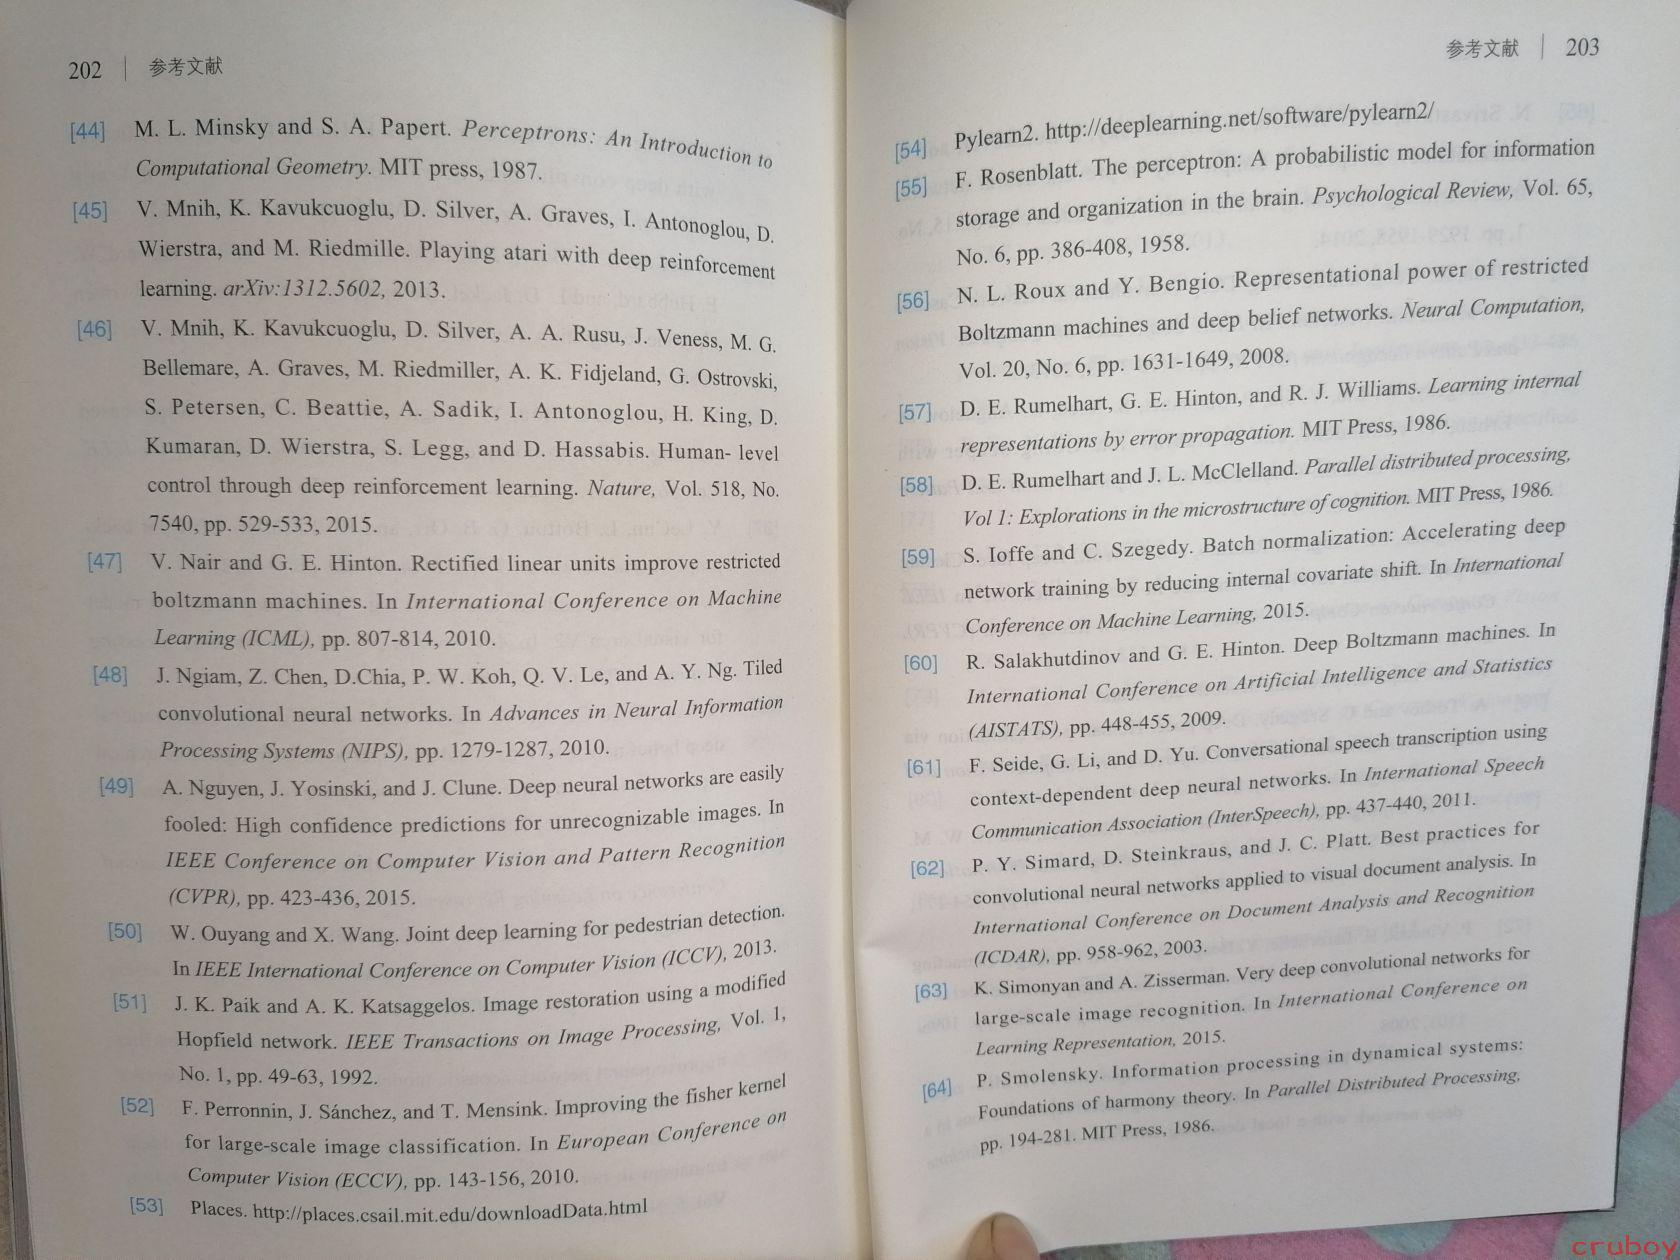 202 | 参考文献
[44] M. L. Minsky and S. A. Papert. Perceptrons: An Introduction to
Computational Geometry. MIT press, 1987.
[45] V. Mnih, K. Kavukcuoglu, D. Silver, A. Graves, I. Antonoglou, D.
Wierstra, and M. Riedmille. Playing atari with deep reinforcement
learning. arXiv:1312.5602, 2013.
[46] V. Mnih, K. Kavukcuoglu, D. Silver, A. A. Rusu, J. Veness, M. G.
Bellemare, A. Graves, M. Riedmiller, A. K. Fidjeland, G. Ostrovski,
S. Petersen, C. Beattie, A. Sadik, I. Antonoglou, H. King, D.
Kumaran, D. Wierstra, S. Legg, and D. Hassabis. Human- level
control through deep reinforcement learning. Nature, Vol. 518, No.
7540, pp. 529-533, 2015.
[47] V. Nair and G. E. Hinton. Rectified linear units improve restricted
boltzmann machines. In International Conference on Machine
Learning (ICML), pp. 807-814, 2010.
[48] J. Ngiam, Z. Chen, D.Chia, P. W. Koh, Q. V. Le, and A. Y. Ng. Tiled
convolutional neural networks. In Advances in Neural Information
Processing Systems (NIPS), pp. 1279-1287, 2010.
[49] A. Nguyen, J. Yosinski, and J. Clune. Deep neural networks are easily
fooled: High confidence predictions for unrecognizable images. In
IEEE Conference on Computer Vision and Pattern Recognition
(CVPR), pp. 423-436, 2015.
[50] W. Ouyang and X. Wang. Joint deep learning for pedestrian detection.
In IEEE International Conference on Computer Vision (ICCV), 2013.
[51] J. K. Paik and A. K. Katsaggelos. Image restoration using a modified
Hopfield network. IEEE Transactions on Image Processing, Vol. 1,
No. 1, pp. 49-63, 1992.
[52] F. Perronnin, J. Sánchez, and T. Mensink. Improving the fisher kernel
for large-scale image classification. In European Conference on
Computer Vision (ECCV), pp. 143-156, 2010.
[53] Places. http://places.csail.mit.edu/downloadData.html
参考文献 | 203
[54] Pylearn2. http://deeplearning.net/software/pylearn2/
[55] F. Rosenblatt. The perceptron: A probabilistic model for information
storage and organization in the brain. Psychological Review, Vol. 65,
No. 6, pp. 386-408, 1958.
[56] N. L. Roux and Y. Bengio. Representational power of restricted
Boltzmann machines and deep belief networks. Neural Computation,
Vol. 20, No. 6, pp. 1631-1649, 2008.
[57] D. E. Rumelhart, G. E. Hinton, and R. J. Williams. Learning internal
representations by error propagation. MIT Press, 1986.
[58] D. E. Rumelhart and J. L. McClelland. Parallel distributed processing,
Vol 1: Explorations in the microstructure of cognition. MIT Press, 1986.
[59] S. Ioffe and C. Szegedy. Batch normalization: Accelerating deep
network training by reducing internal covariate shift. In International
Conference on Machine Learning, 2015.
[60] R. Salakhutdinov and G. E. Hinton. Deep Boltzmann machines. In
International Conference on Artificial Intelligence and Statistics
(AISTATS), pp. 448-455, 2009.
[61] F. Seide, G. Li, and D. Yu. Conversational speech transcription using
context-dependent deep neural networks. In International Speech
Communication Association (InterSpeech), pp. 437-440, 2011.
[62] P. Y. Simard, D. Steinkraus, and J. C. Platt. Best practices for
convolutional neural networks applied to visual document analysis. In
International Conference on Document Analysis and Recognition
(ICDAR), pp. 958-962, 2003.
[63] K. Simonyan and A. Zisserman. Very deep convolutional networks for
large-scale image recognition. In International Conference on
Learning Representation, 2015.
[64] P. Smolensky. Information processing in dynamical systems:
Foundations of harmony theory. In Parallel Distributed Processing,
pp. 194-281. MIT Press, 1986.
cruboy